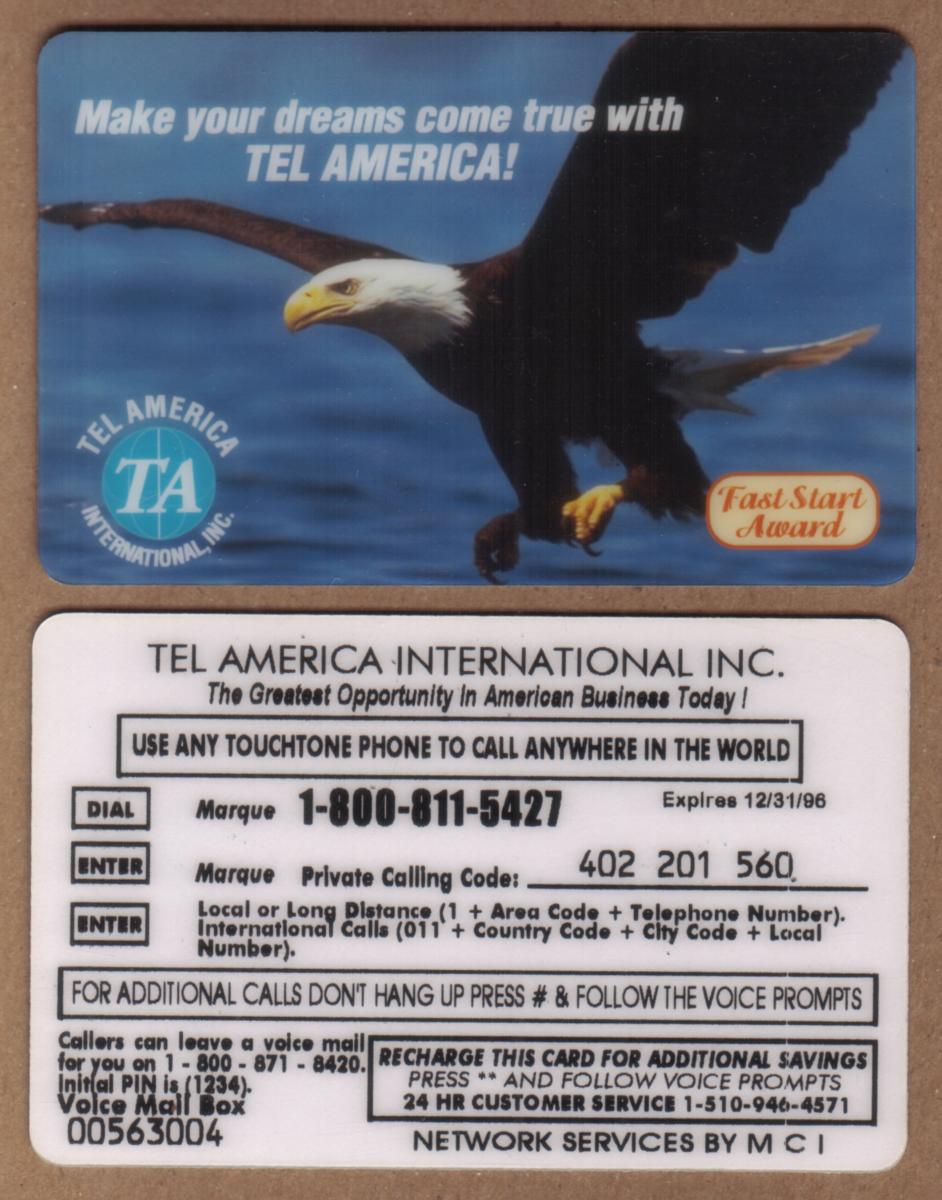 Make your dreams come true with
TEL AMERICA!
TEL AMERICA
TA
INTERNATIONAL, INC.
Fast Start
Award
TEL AMERICA INTERNATIONAL INC.
The Greatest Opportunity In American Business Today !
USE ANY TOUCHTONE PHONE TO CALL ANYWHERE IN THE WORLD
DIAL Marque 1-800-811-5427 Expires 12/31/96
ENTER Marque Private Calling Code: 402 201 560
ENTER Local or Long Distance (1 + Area Code + Telephone Number).
International Calls (011 + Country Code + City Code + Local
Number).
FOR ADDITIONAL CALLS DON'T HANG UP PRESS # & FOLLOW THE VOICE PROMPTS
Callers can leave a voice mail
for you on 1 - 800 - 871 - 8420.
Initial PIN is (1234).
Voice Mail Box
00563004
RECHARGE THIS CARD FOR ADDITIONAL SAVINGS
PRESS ** AND FOLLOW VOICE PROMPTS
24 HR CUSTOMER SERVICE 1-510-946-4571
NETWORK SERVICES BY M C I